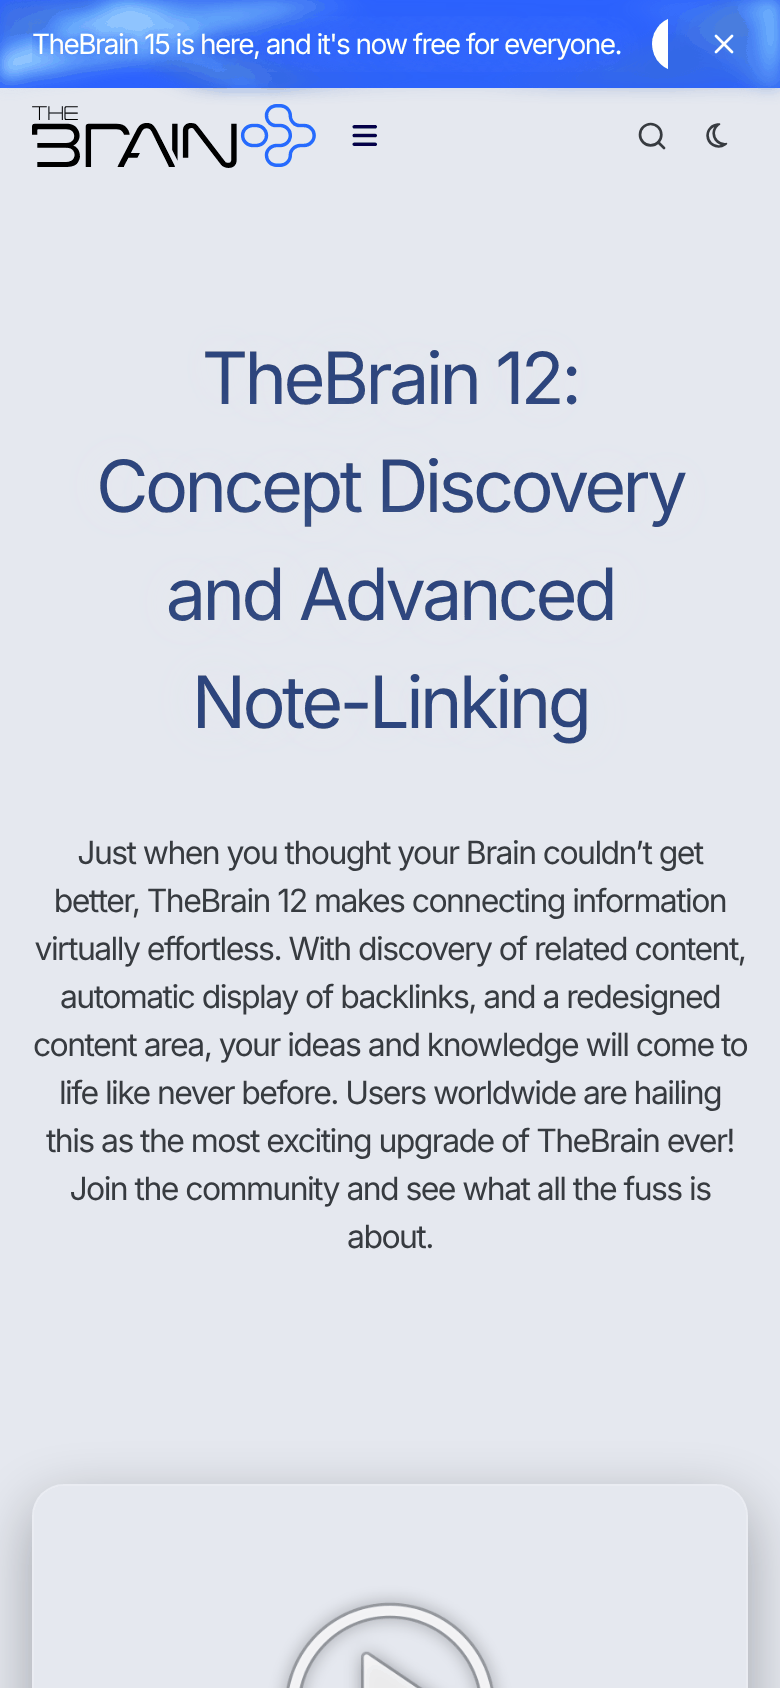 TheBrain 15 is here, and it's now free for everyone.
THE
BRAIN
TheBrain 12:
Concept Discovery
and Advanced
Note-Linking
Just when you thought your Brain couldn’t get
better, TheBrain 12 makes connecting information
virtually effortless. With discovery of related content,
automatic display of backlinks, and a redesigned
content area, your ideas and knowledge will come to
life like never before. Users worldwide are hailing
this as the most exciting upgrade of TheBrain ever!
Join the community and see what all the fuss is
about.